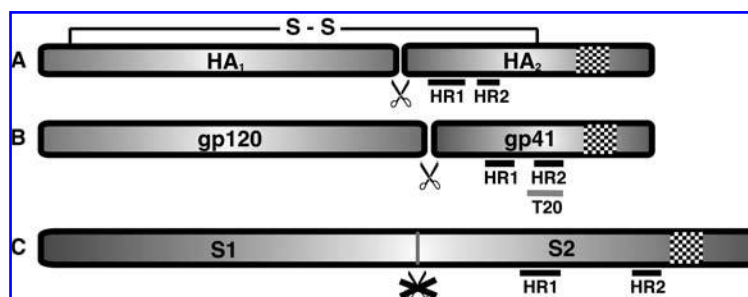 S - S
A HA₁ HA₂
HR1 HR2
B gp120 gp41
HR1 HR2
T20
C S1 S2
HR1 HR2